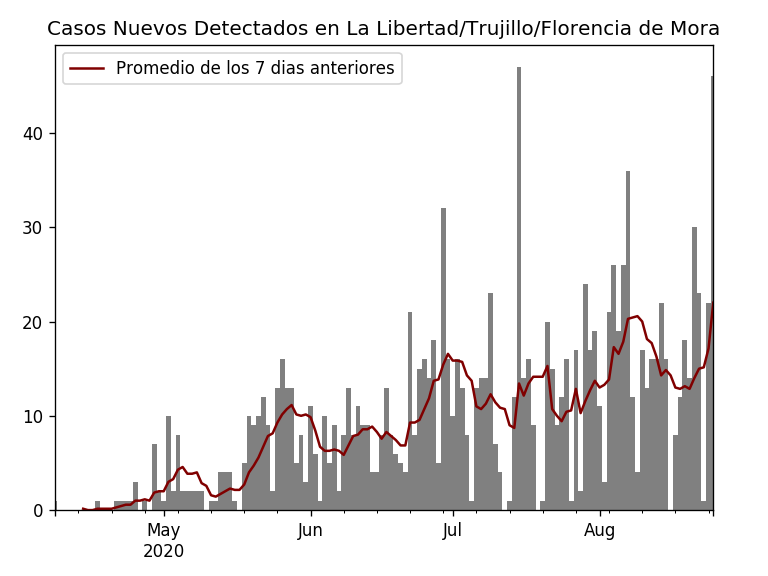 Casos Nuevos Detectados en La Libertad/Trujillo/Florencia de Mora
Promedio de los 7 dias anteriores
40
30
20
10
0
May Jun Jul Aug
2020